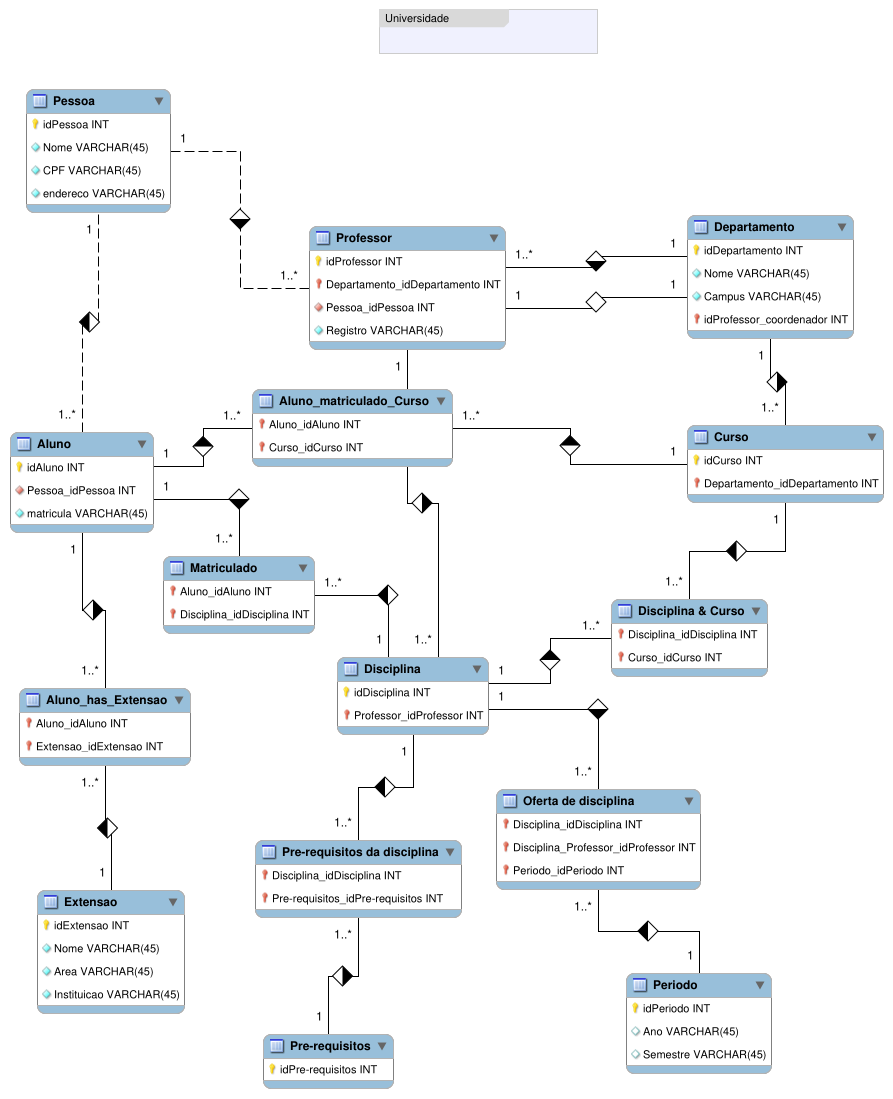 Universidade
Pessoa
idPessoa INT
Nome VARCHAR(45)
CPF VARCHAR(45)
endereco VARCHAR(45)
1
1
1..*
Professor
idProfessor INT
Departamento_idDepartamento INT
Pessoa_idPessoa INT
Registro VARCHAR(45)
1..*
1
1
1
Departamento
idDepartamento INT
Nome VARCHAR(45)
Campus VARCHAR(45)
idProfessor_coordenador INT
1
1..*
1
1..*
Aluno
idAluno INT
Pessoa_idPessoa INT
matricula VARCHAR(45)
1
1..*
1
1..*
Aluno_matriculado_Curso
Aluno_idAluno INT
Curso_idCurso INT
1..*
1
Curso
idCurso INT
Departamento_idDepartamento INT
1
1..*
Matriculado
Aluno_idAluno INT
Disciplina_idDisciplina INT
1..*
1
1..*
Disciplina & Curso
Disciplina_idDisciplina INT
Curso_idCurso INT
1..*
1
1
Disciplina
idDisciplina INT
Professor_idProfessor INT
1
1..*
1
1..*
Aluno_has_Extensao
Aluno_idAluno INT
Extensao_idExtensao INT
1..*
1
Oferta de disciplina
Disciplina_idDisciplina INT
Disciplina_Professor_idProfessor INT
Periodo_idPeriodo INT
1..*
1
Pre-requisitos da disciplina
Disciplina_idDisciplina INT
Pre-requisitos_idPre-requisitos INT
1..*
1
Extensao
idExtensao INT
Nome VARCHAR(45)
Area VARCHAR(45)
Instituicao VARCHAR(45)
Periodo
idPeriodo INT
Ano VARCHAR(45)
Semestre VARCHAR(45)
Pre-requisitos
idPre-requisitos INT